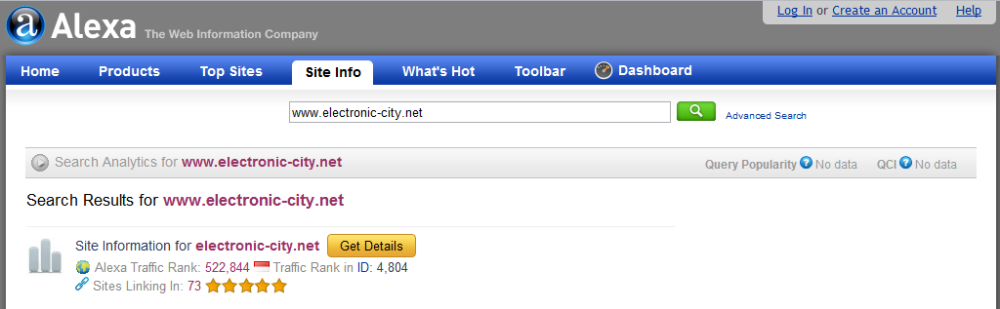 Log In or Create an Account Help
a Alexa The Web Information Company
Home Products Top Sites Site Info What's Hot Toolbar Dashboard
www.electronic-city.net Advanced Search
Search Analytics for www.electronic-city.net Query Popularity ? No data QCI ? No data
Search Results for www.electronic-city.net
Site Information for electronic-city.net Get Details
Alexa Traffic Rank: 522,844 Traffic Rank in ID: 4,804
Sites Linking In: 73